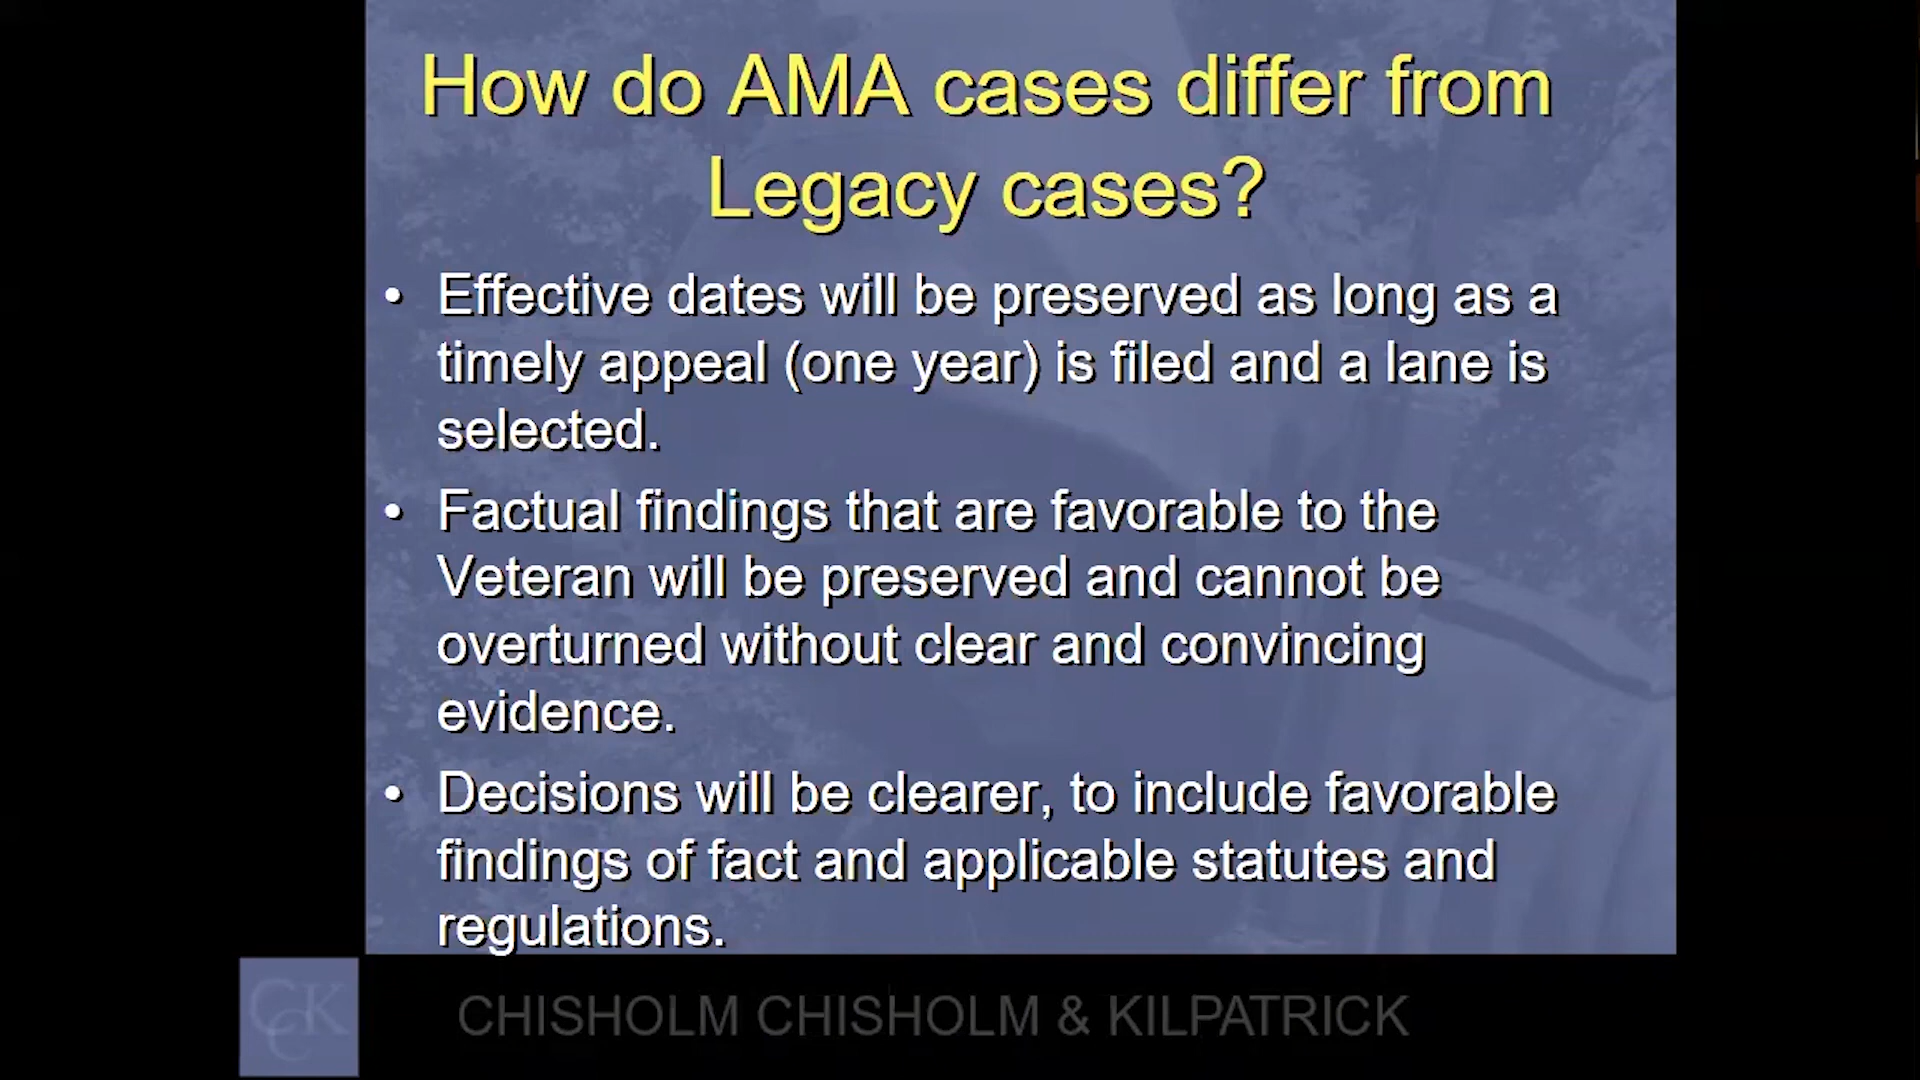 How do AMA cases differ from
Legacy cases?
• Effective dates will be preserved as long as a
timely appeal (one year) is filed and a lane is
selected.
• Factual findings that are favorable to the
Veteran will be preserved and cannot be
overturned without clear and convincing
evidence.
• Decisions will be clearer, to include favorable
findings of fact and applicable statutes and
regulations.
CCK
CHISHOLM CHISHOLM & KILPATRICK